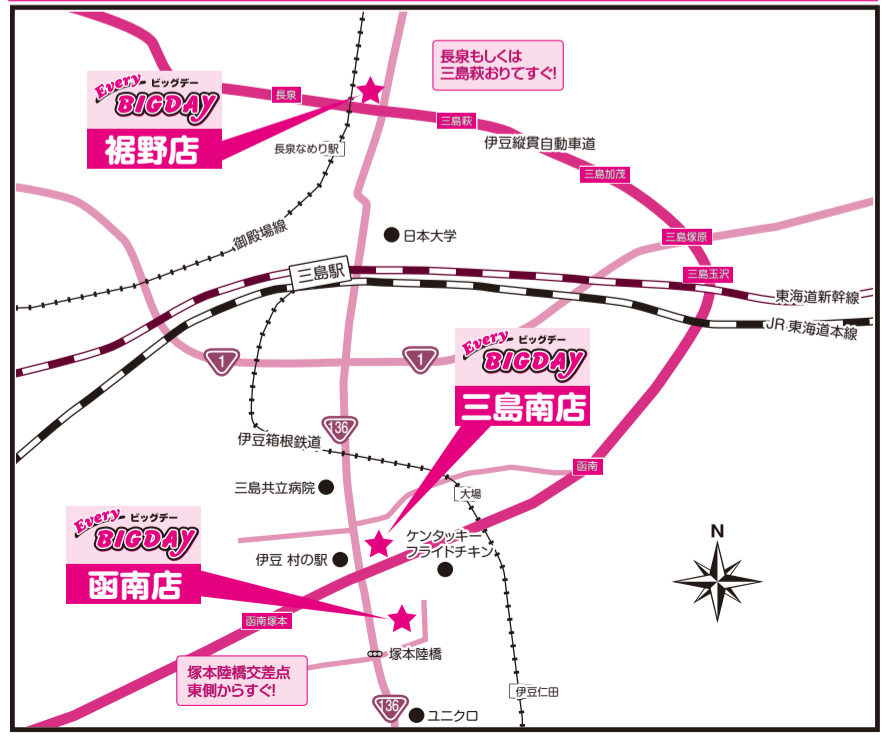 長泉もしくは
三島萩おりてすぐ!
Every ビッグデー
BIGDAY
裾野店
長泉
三島萩
伊豆縦貫自動車道
長泉なめり駅
三島加茂
御殿場線
日本大学
三島塚原
三島駅
三島玉沢
東海道新幹線
JR 東海道本線
1
1
Every ビッグデー
BIGDAY
三島南店
136
伊豆箱根鉄道
函南
三島共立病院
大場
Every ビッグデー
BIGDAY
函南店
伊豆 村の駅
ケンタッキー
フライドチキン
N
函南塚本
塚本陸橋
塚本陸橋交差点
東側からすぐ!
伊豆仁田
136
ユニクロ